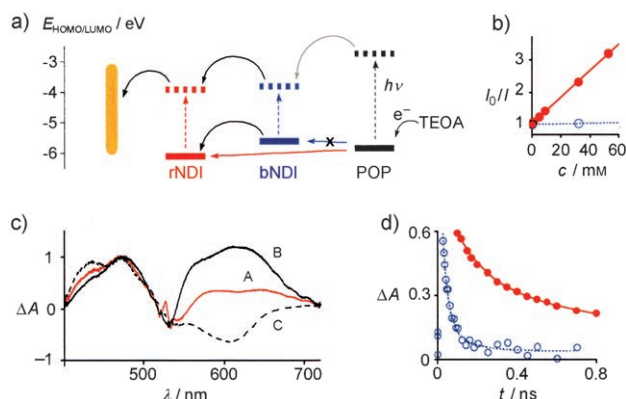 a) E_HOMO/LUMO / eV
-3
-4
-5
-6
rNDI
bNDI
POP
hν
e⁻
TEOA
x
b)
I₀/I
3
2
1
0 20 40 60
c / mM
c)
ΔA
1
0
−1
B
A
C
500 600 700
λ / nm
d)
ΔA
0.6
0.3
0
0 0.4 0.8
t / ns